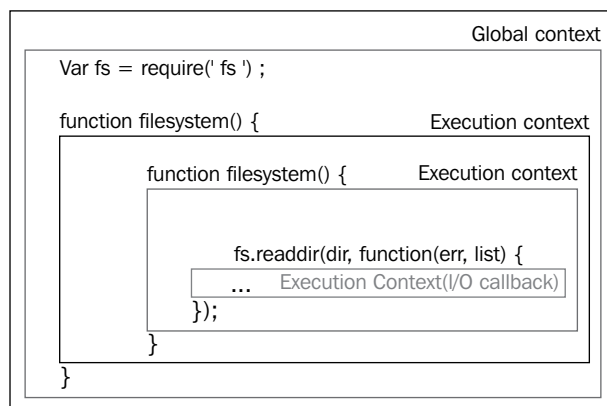 Global context
Var fs = require(' fs ') ;
function filesystem() { Execution context
function filesystem() { Execution context
fs.readdir(dir, function(err, list) {
... Execution Context(I/O callback)
});
}
}